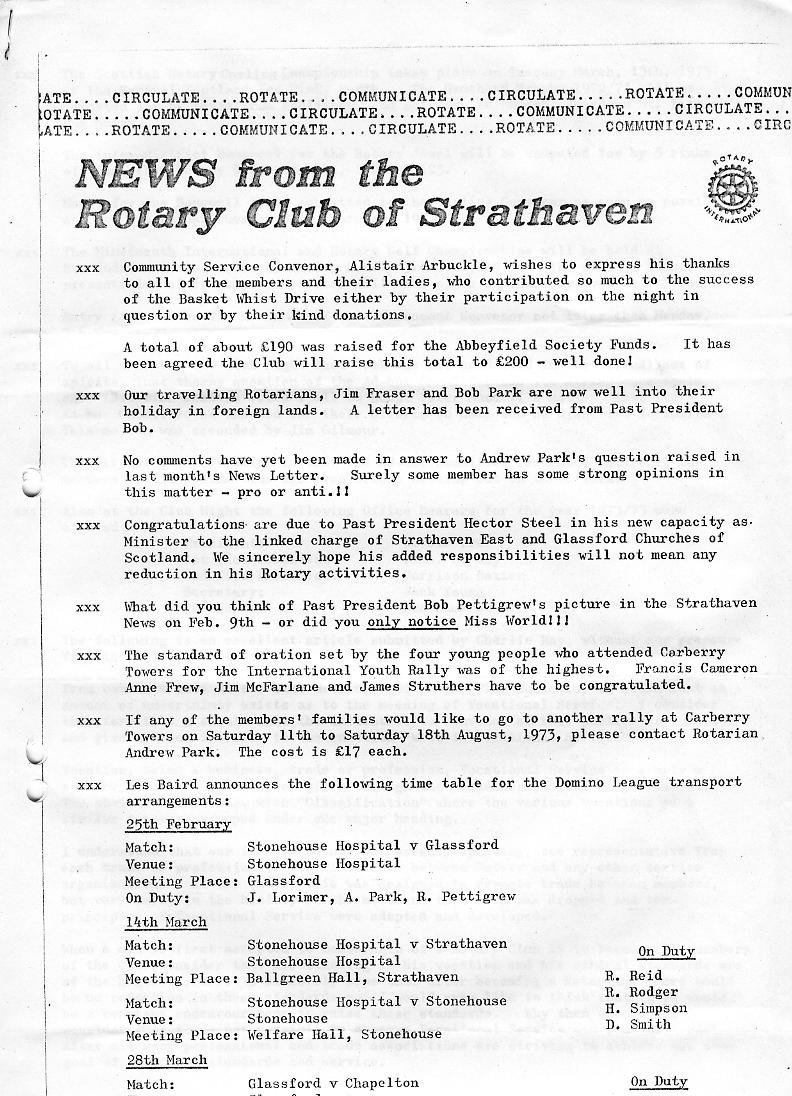 ATE....CIRCULATE....ROTATE....COMMUNICATE....CIRCULATE.....ROTATE.....COMMUN
OTATE.....COMMUNICATE....CIRCULATE....ROTATE....COMMUNICATE....CIRCULATE...
ATE....ROTATE.....COMMUNICATE....CIRCULATE....ROTATE.....COMMUNICATE....CIRC
NEWS from the
Rotary Club of Strathaven
ROTARY
INTERNATIONAL
xxx Community Service Convenor, Alistair Arbuckle, wishes to express his thanks
to all of the members and their ladies, who contributed so much to the success
of the Basket Whist Drive either by their participation on the night in
question or by their kind donations.
A total of about £190 was raised for the Abbeyfield Society Funds. It has
been agreed the Club will raise this total to £200 - well done!
xxx Our travelling Rotarians, Jim Fraser and Bob Park are now well into their
holiday in foreign lands. A letter has been received from Past President
Bob.
xxx No comments have yet been made in answer to Andrew Park's question raised in
last month's News Letter. Surely some member has some strong opinions in
this matter - pro or anti.!!
xxx Congratulations are due to Past President Hector Steel in his new capacity as
Minister to the linked charge of Strathaven East and Glassford Churches of
Scotland. We sincerely hope his added responsibilities will not mean any
reduction in his Rotary activities.
xxx What did you think of Past President Bob Pettigrew's picture in the Strathaven
News on Feb. 9th - or did you only notice Miss World!!!
xxx The standard of oration set by the four young people who attended Carberry
Towers for the International Youth Rally was of the highest. Francis Cameron
Anne Frew, Jim McFarlane and James Struthers have to be congratulated.
xxx If any of the members' families would like to go to another rally at Carberry
Towers on Saturday 11th to Saturday 18th August, 1973, please contact Rotarian
Andrew Park. The cost is £17 each.
xxx Les Baird announces the following time table for the Domino League transport
arrangements:
25th February
Match: Stonehouse Hospital v Glassford
Venue: Stonehouse Hospital
Meeting Place: Glassford
On Duty: J. Lorimer, A. Park, R. Pettigrew
14th March
Match: Stonehouse Hospital v Strathaven
Venue: Stonehouse Hospital
Meeting Place: Ballgreen Hall, Strathaven
Match: Stonehouse Hospital v Stonehouse
Venue: Stonehouse
Meeting Place: Welfare Hall, Stonehouse
On Duty
R. Reid
R. Rodger
H. Simpson
D. Smith
28th March
Match: Glassford v Chapelton
On Duty